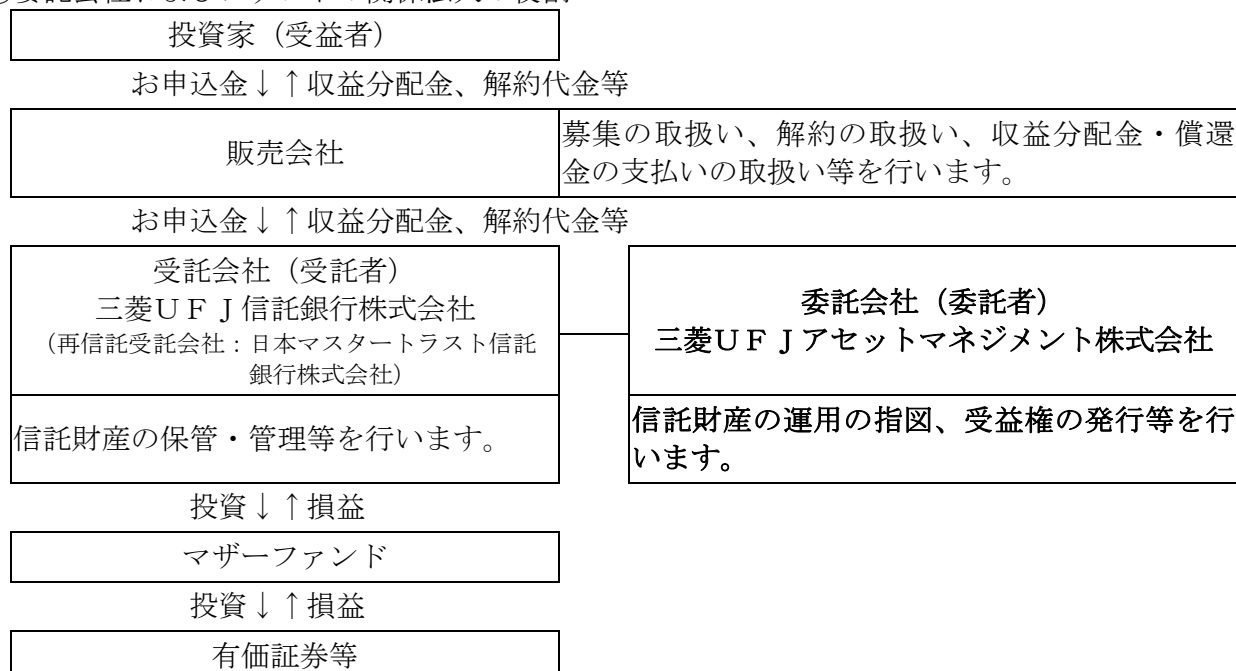 投資家（受益者）
お申込金↓↑収益分配金、解約代金等
販売会社
募集の取扱い、解約の取扱い、収益分配金・償還
金の支払いの取扱い等を行います。
お申込金↓↑収益分配金、解約代金等
受託会社（受託者）
三菱ＵＦＪ信託銀行株式会社
（再信託受託会社：日本マスタートラスト信託
銀行株式会社）
委託会社（委託者）
三菱ＵＦＪアセットマネジメント株式会社
信託財産の保管・管理等を行います。
信託財産の運用の指図、受益権の発行等を行
います。
投資↓↑損益
マザーファンド
投資↓↑損益
有価証券等